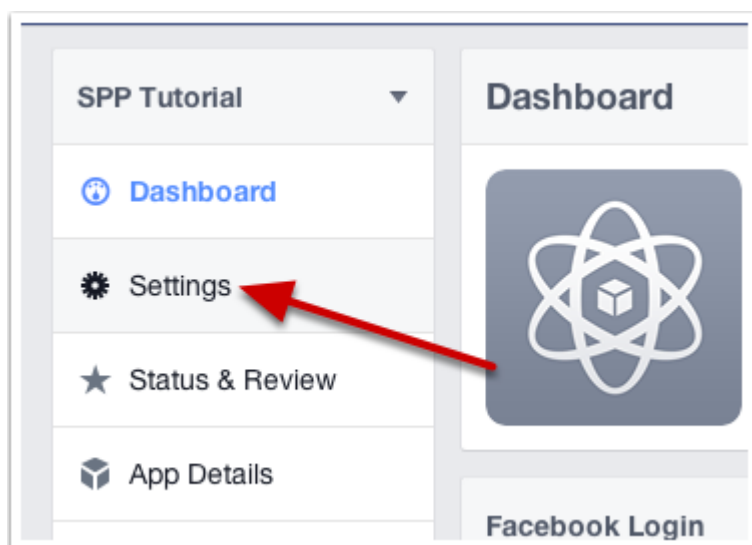 SPP Tutorial
Dashboard
Settings
Status & Review
App Details
Dashboard
Facebook Login